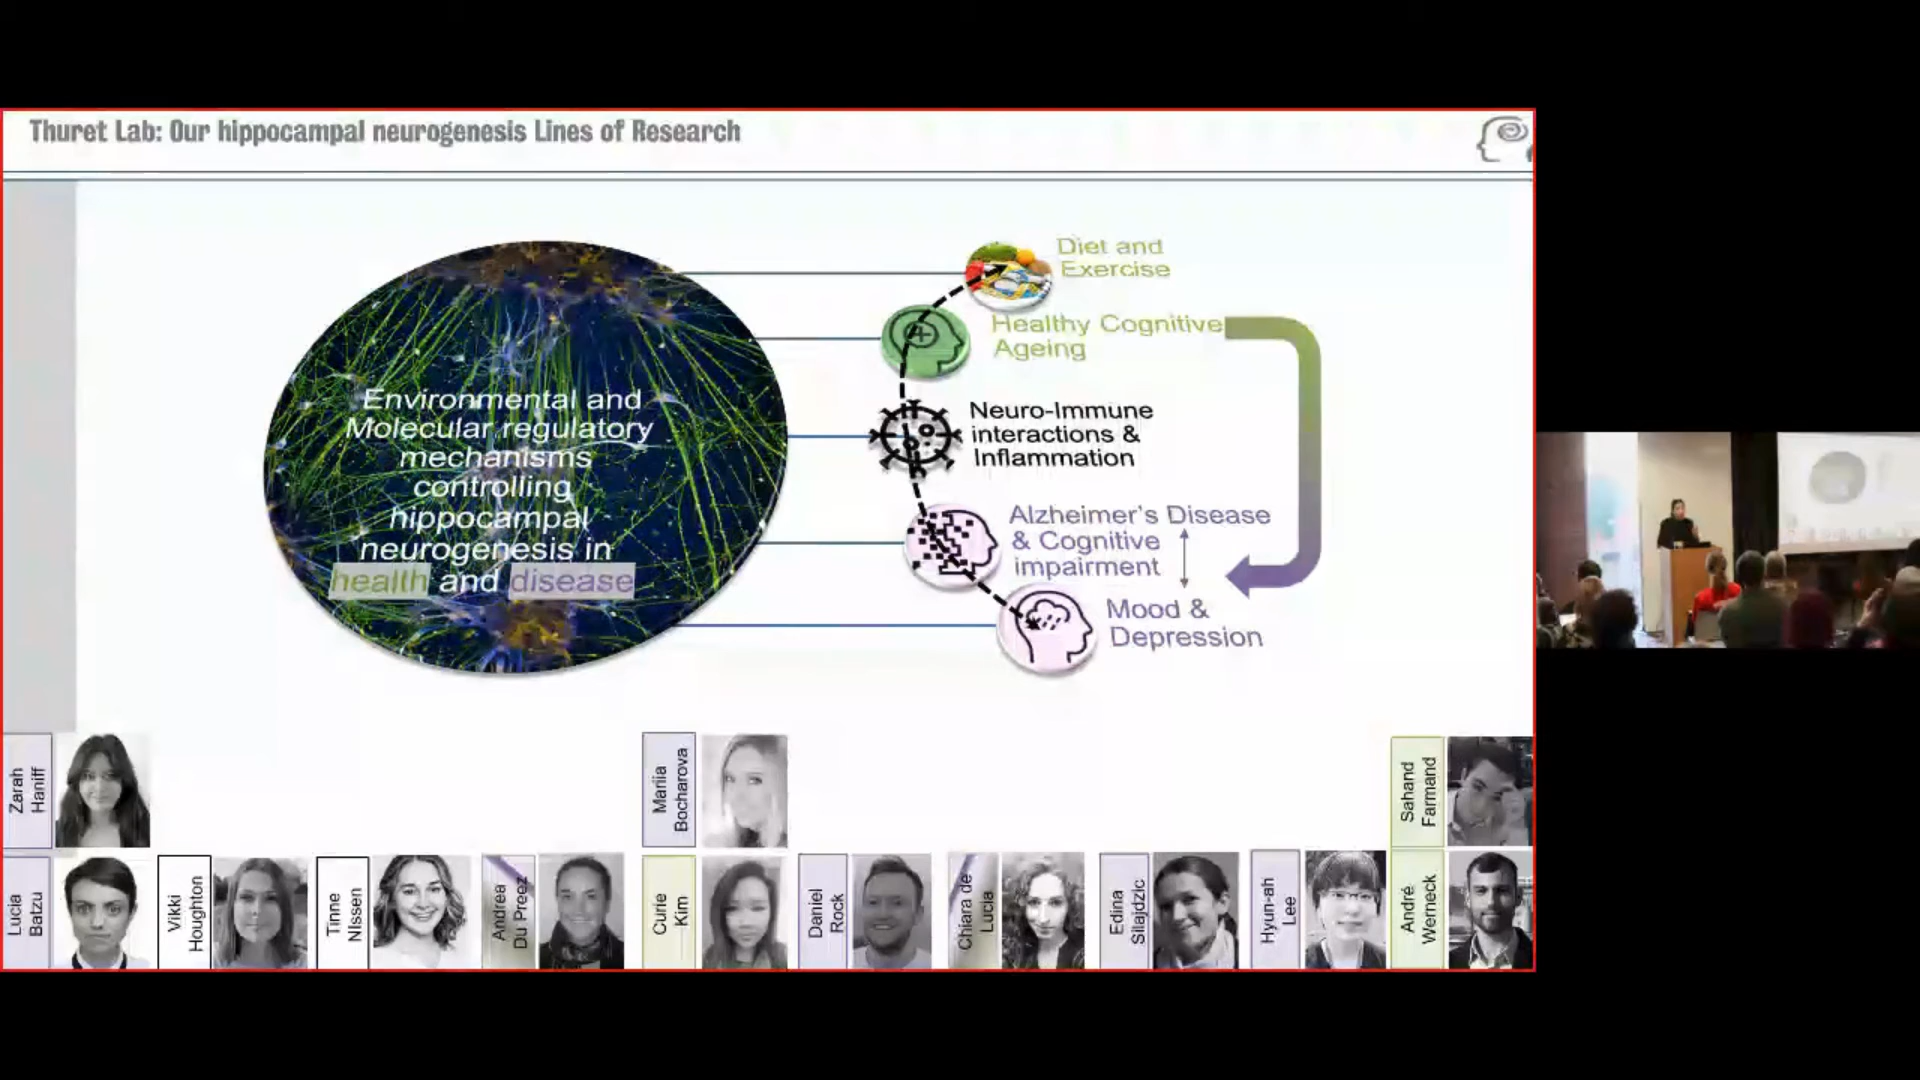 Thuret Lab: Our hippocampal neurogenesis Lines of Research
Environmental and
Molecular regulatory
mechanisms
controlling
hippocampal
neurogenesis in
health and disease
Diet and
Exercise
Healthy Cognitive
Ageing
Neuro-Immune
interactions &
Inflammation
Alzheimer's Disease
& Cognitive
impairment
Mood &
Depression
Zarah
Haniff
Mariia
Bocharova
Sahand
Farmand
Lucia
Batzu
Vikki
Houghton
Tinne
Nissen
Andrea
Du Preez
Curie
Kim
Daniel
Rock
Chiara de
Lucia
Edina
Silajdzic
Hyun-ah
Lee
André
Werneck